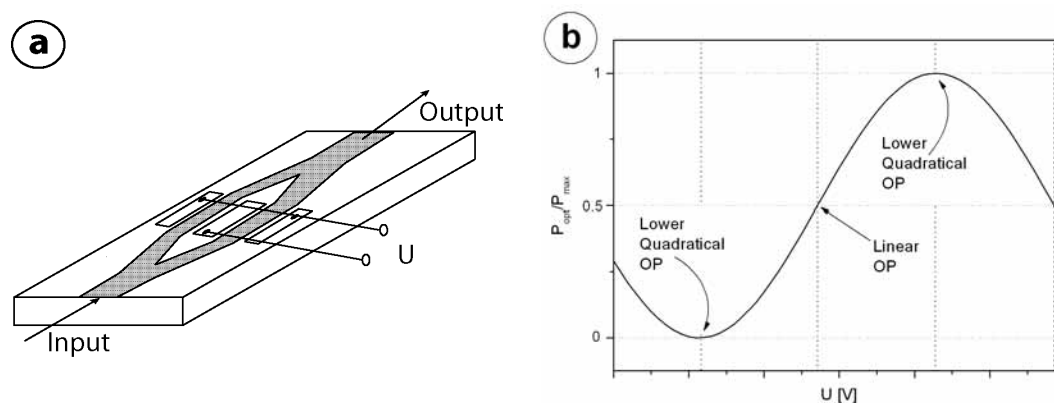 a
Output
U
Input
b
1
0.5
0
P_opt/P_max
Lower
Quadratical
OP
Lower
Quadratical
OP
Linear
OP
U [V]